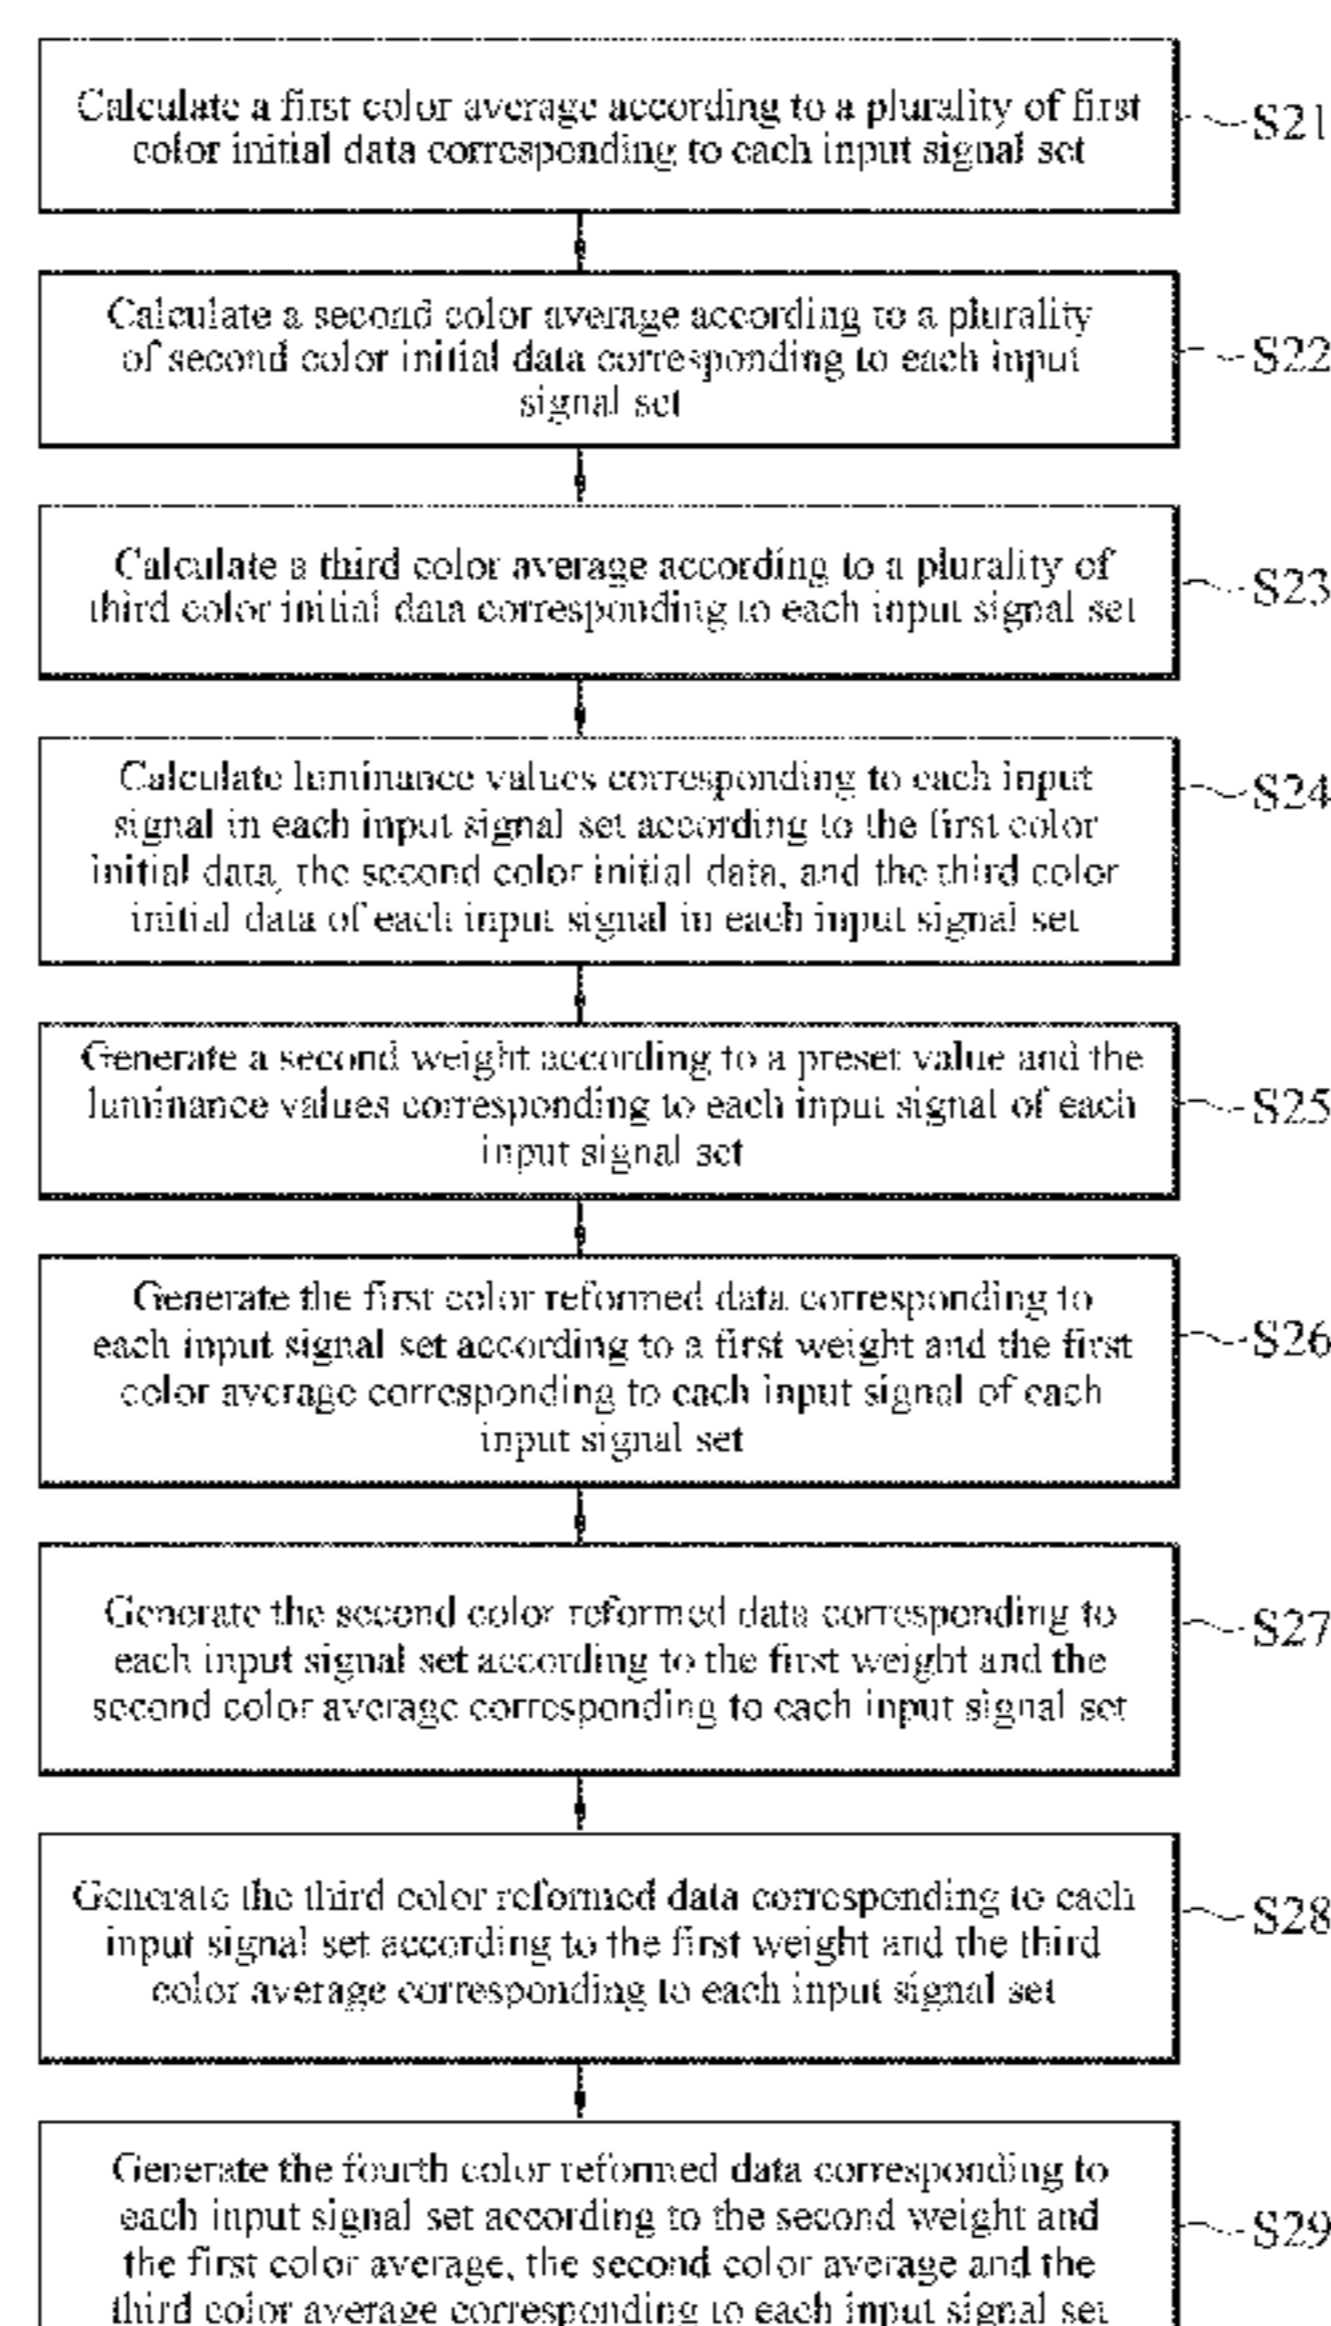 Calculate a first color average according to a plurality of first
color initial data corresponding to each input signal set
S21
Calculate a second color average according to a plurality
of second color initial data corresponding to each input
signal set
S22
Calculate a third color average according to a plurality of
third color initial data corresponding to each input signal set
S23
Calculate luminance values corresponding to each input
signal in each input signal set according to the first color
initial data, the second color initial data, and the third color
initial data of each input signal in each input signal set
S24
Generate a second weight according to a preset value and the
luminance values corresponding to each input signal of each
input signal set
S25
Generate the first color reformed data corresponding to
each input signal set according to a first weight and the first
color average corresponding to each input signal of each
input signal set
S26
Generate the second color reformed data corresponding to
each input signal set according to the first weight and the
second color average corresponding to each input signal set
S27
Generate the third color reformed data corresponding to each
input signal set according to the first weight and the third
color average corresponding to each input signal set
S28
Generate the fourth color reformed data corresponding to
each input signal set according to the second weight and
the first color average, the second color average and the
third color average corresponding to each input signal set
S29